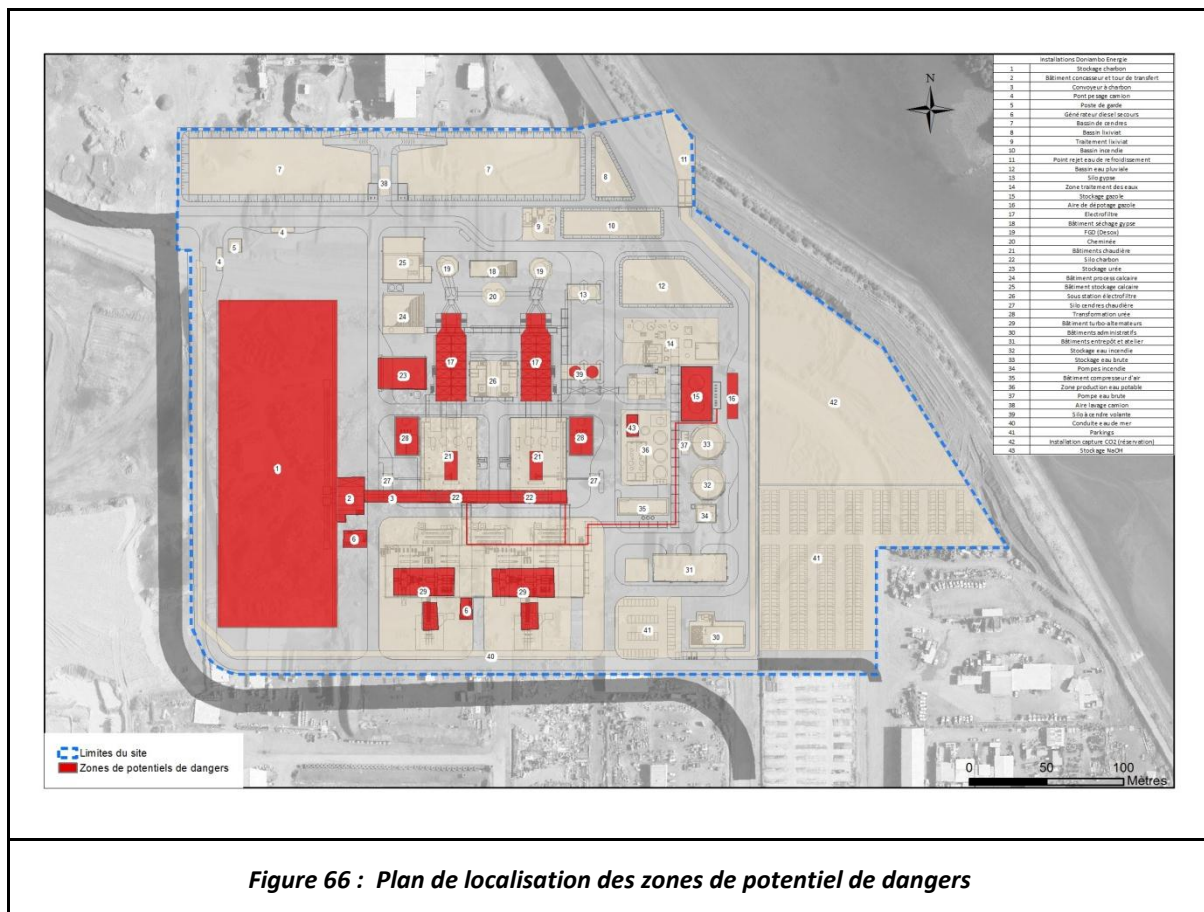 Installations Doniambo Energie
1 Stockage charbon
2 Bâtiment concasseur et tour de transfert
3 Convoyeur à charbon
4 Pont pesage camion
5 Poste de garde
6 Générateur diesel secours
7 Bassin de cendres
8 Bassin lixiviat
9 Traitement lixiviat
10 Bassin incendie
11 Point rejet eau de refroidissement
12 Bassin eau pluviale
13 Silo gypse
14 Zone traitement des eaux
15 Stockage gazole
16 Aire de dépotage gazole
17 Electrofiltre
18 Bâtiment séchage gypse
19 FGD (Desox)
20 Cheminée
21 Bâtiments chaudière
22 Silo charbon
23 Stockage urée
24 Bâtiment process calcaire
25 Bâtiment stockage calcaire
26 Sous station électrofiltre
27 Silo cendres chaudière
28 Transformation urée
29 Bâtiment turbo-alternateurs
30 Bâtiments administratifs
31 Bâtiments entrepôt et atelier
32 Stockage eau incendie
33 Stockage eau brute
34 Pompes incendie
35 Bâtiment compresseur d'air
36 Zone production eau potable
37 Pompe eau brute
38 Aire lavage camion
39 Silo à cendre volante
40 Conduite eau de mer
41 Parkings
42 Installation capture CO2 (réservation)
43 Stockage NaOH
N
7
38
7
8
11
9
10
4
5
4
25
19
18
19
20
13
12
24
17
17
14
23
26
39
15
16
42
28
28
43
37
33
21
21
36
27
27
32
1
2
3
22
22
34
6
31
41
29
29
6
41
30
40
Limites du site
Zones de potentiels de dangers
0 50 100
Mètres
Figure 66 : Plan de localisation des zones de potentiel de dangers